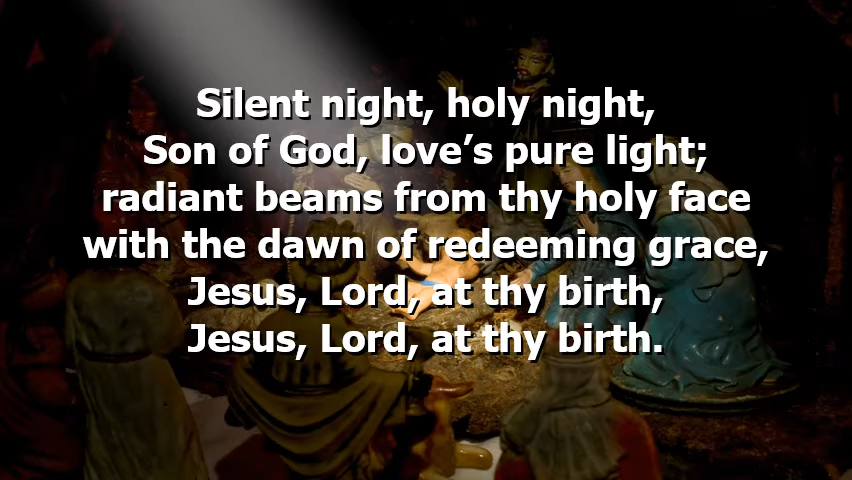 Silent night, holy night,
Son of God, love’s pure light;
radiant beams from thy holy face
with the dawn of redeeming grace,
Jesus, Lord, at thy birth,
Jesus, Lord, at thy birth.